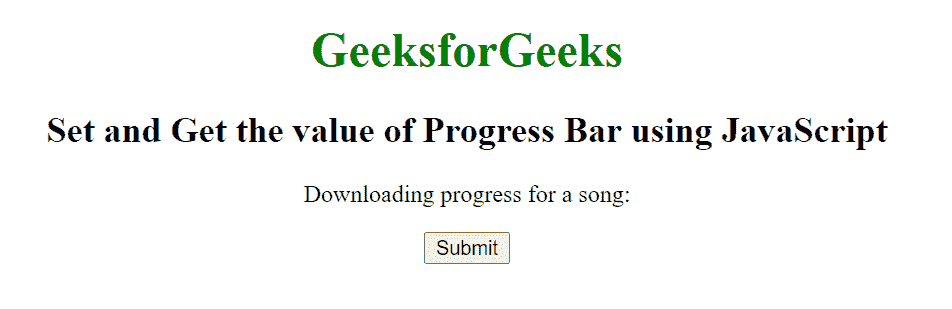 GeeksforGeeks
Set and Get the value of Progress Bar using JavaScript
Downloading progress for a song:
Submit